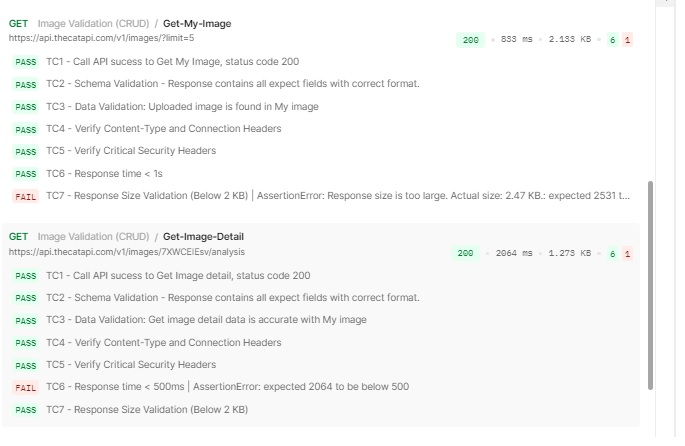 GET Image Validation (CRUD) / Get-My-Image
https://api.thecatapi.com/v1/images/?limit=5 200 • 833 ms • 2.133 KB • 6 1
PASS TC1 - Call API sucess to Get My Image, status code 200
PASS TC2 - Schema Validation - Response contains all expect fields with correct format.
PASS TC3 - Data Validation: Uploaded image is found in My image
PASS TC4 - Verify Content-Type and Connection Headers
PASS TC5 - Verify Critical Security Headers
PASS TC6 - Response time < 1s
FAIL TC7 - Response Size Validation (Below 2 KB) | AssertionError: Response size is too large. Actual size: 2.47 KB.: expected 2531 t...
GET Image Validation (CRUD) / Get-Image-Detail
https://api.thecatapi.com/v1/images/7XWCEIEsv/analysis 200 • 2064 ms • 1.273 KB • 6 1
PASS TC1 - Call API sucess to Get Image detail, status code 200
PASS TC2 - Schema Validation - Response contains all expect fields with correct format.
PASS TC3 - Data Validation: Get image detail data is accurate with My image
PASS TC4 - Verify Content-Type and Connection Headers
PASS TC5 - Verify Critical Security Headers
FAIL TC6 - Response time < 500ms | AssertionError: expected 2064 to be below 500
PASS TC7 - Response Size Validation (Below 2 KB)